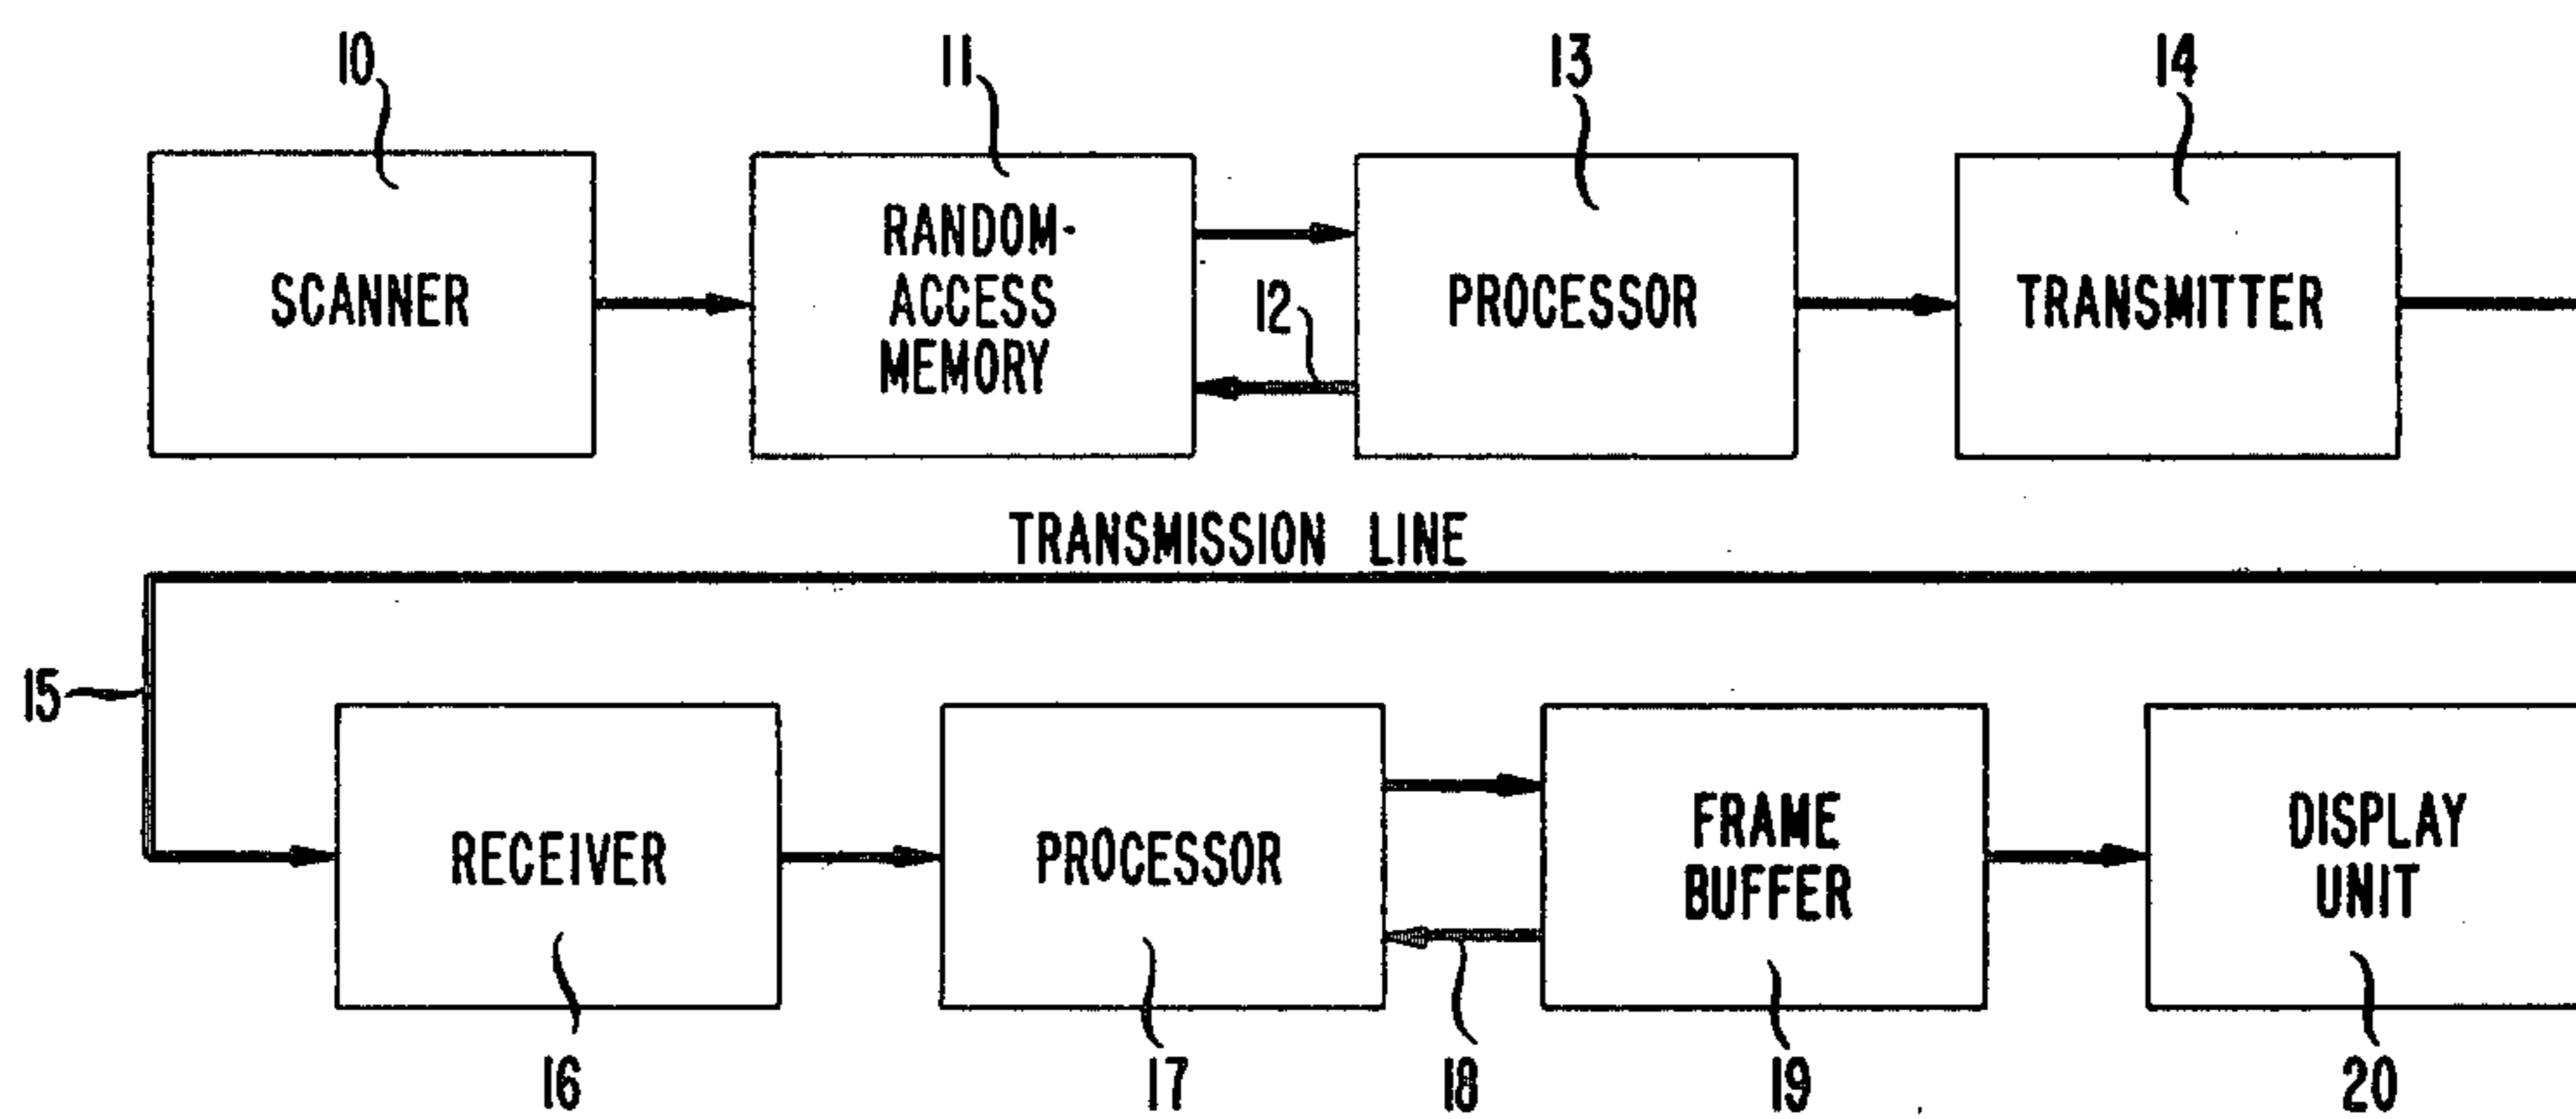 10
11
13
14
SCANNER
RANDOM-
ACCESS
MEMORY
12
PROCESSOR
TRANSMITTER
TRANSMISSION LINE
15
RECEIVER
PROCESSOR
FRAME
BUFFER
DISPLAY
UNIT
16
17
18
19
20